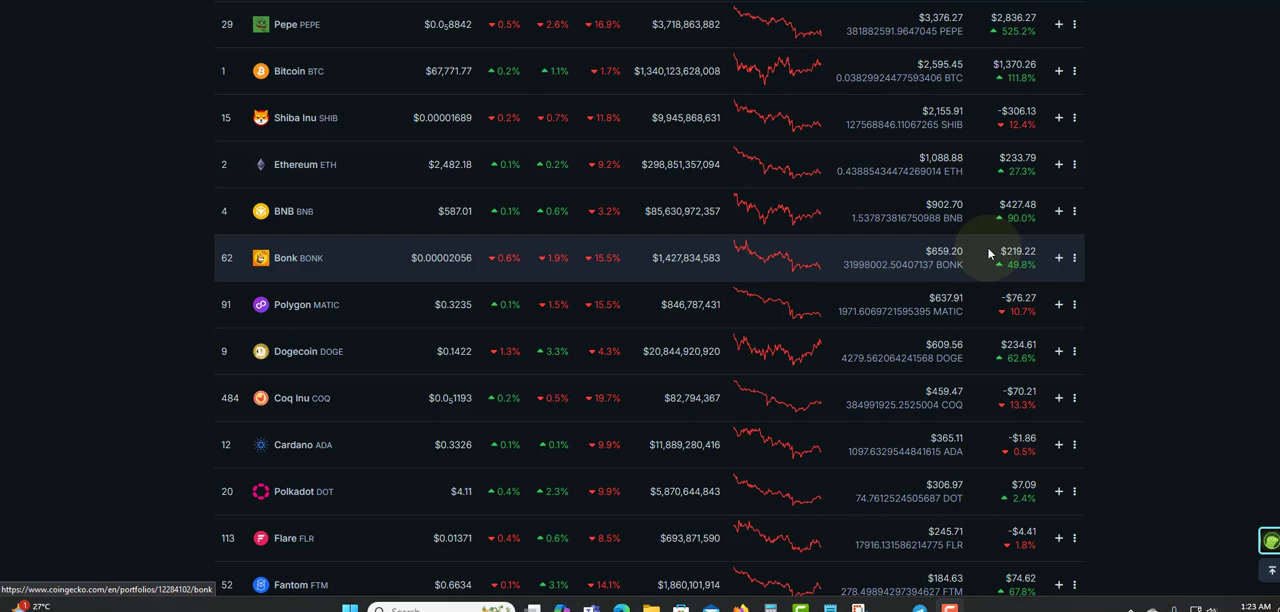 29 Pepe PEPE $0.0₅8842 0.5% 2.6% 16.9% $3,718,863,882 $3,376.27 $2,836.27
381882591.9647045 PEPE 525.2%
1 Bitcoin BTC $67,771.77 0.2% 1.1% 1.7% $1,340,123,628,008 $2,595.45 $1,370.26
0.03829924477593406 BTC 111.8%
15 Shiba Inu SHIB $0.00001689 0.2% 0.7% 11.8% $9,945,868,631 $2,155.91 -$306.13
127568846.11067265 SHIB 12.4%
2 Ethereum ETH $2,482.18 0.1% 0.2% 9.2% $298,851,357,094 $1,088.88 $233.79
0.43885434474269014 ETH 27.3%
4 BNB BNB $587.01 0.1% 0.6% 3.2% $85,630,972,357 $902.70 $427.48
1.537873816750988 BNB 90.0%
62 Bonk BONK $0.00002056 0.6% 1.9% 15.5% $1,427,834,583 $659.20 $219.22
31998002.50407137 BONK 49.8%
91 Polygon MATIC $0.3235 0.1% 1.5% 15.5% $846,787,431 $637.91 -$76.27
1971.6069721595395 MATIC 10.7%
9 Dogecoin DOGE $0.1422 1.3% 3.3% 4.3% $20,844,920,920 $609.56 $234.61
4279.562064241568 DOGE 62.6%
484 Coq Inu COQ $0.0₅1193 0.2% 0.5% 19.7% $82,794,367 $459.47 -$70.21
384991925.2525004 COQ 13.3%
12 Cardano ADA $0.3326 0.1% 0.1% 9.9% $11,889,280,416 $365.11 -$1.86
1097.6329544841615 ADA 0.5%
20 Polkadot DOT $4.11 0.4% 2.3% 9.9% $5,870,644,843 $306.97 $7.09
74.7612524505687 DOT 2.4%
113 Flare FLR $0.01371 0.4% 0.6% 8.5% $693,871,590 $245.71 -$4.41
17916.131586214775 FLR 1.8%
52 Fantom FTM $0.6634 0.1% 3.1% 14.1% $1,860,101,914 $184.63 $74.62
278.49894297394627 FTM 67.8%
https://www.coingecko.com/en/portfolios/12284102/bonk
1 27°C Search 1:23 AM